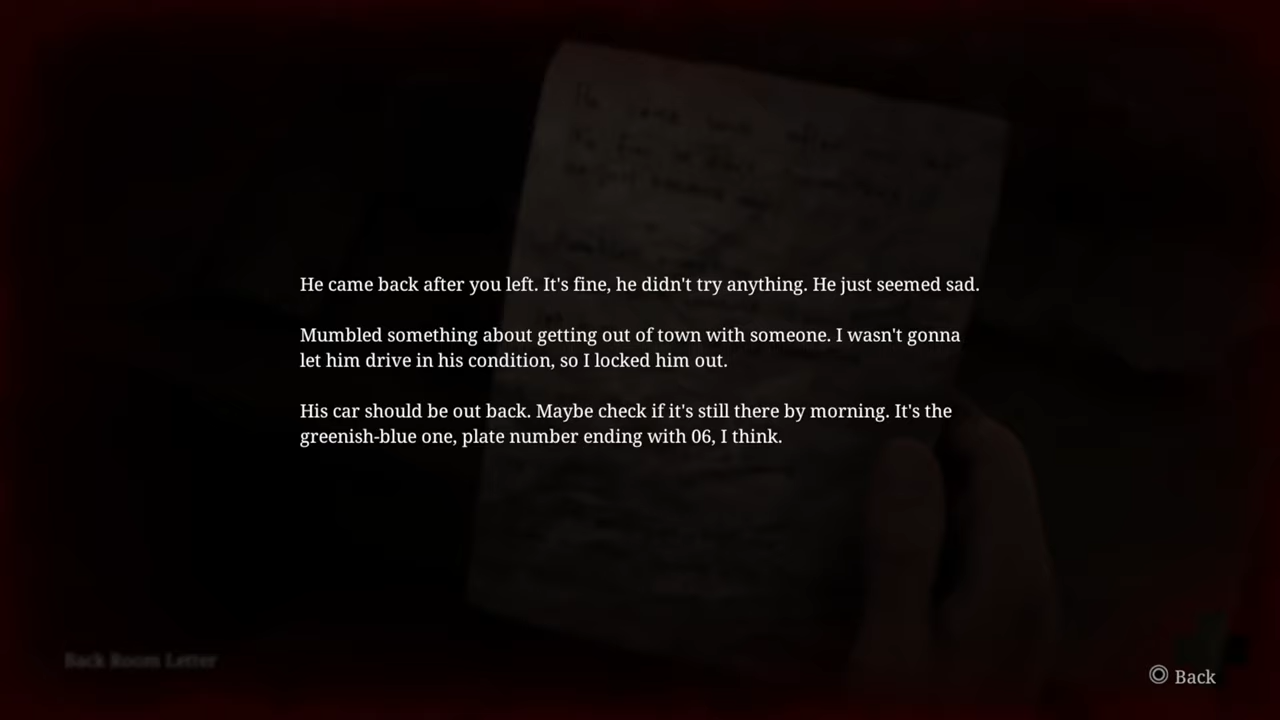 He came back after you left. It's fine, he didn't try anything. He just seemed sad.
Mumbled something about getting out of town with someone. I wasn't gonna
let him drive in his condition, so I locked him out.
His car should be out back. Maybe check if it's still there by morning. It's the
greenish-blue one, plate number ending with 06, I think.
Back Room Letter
Back